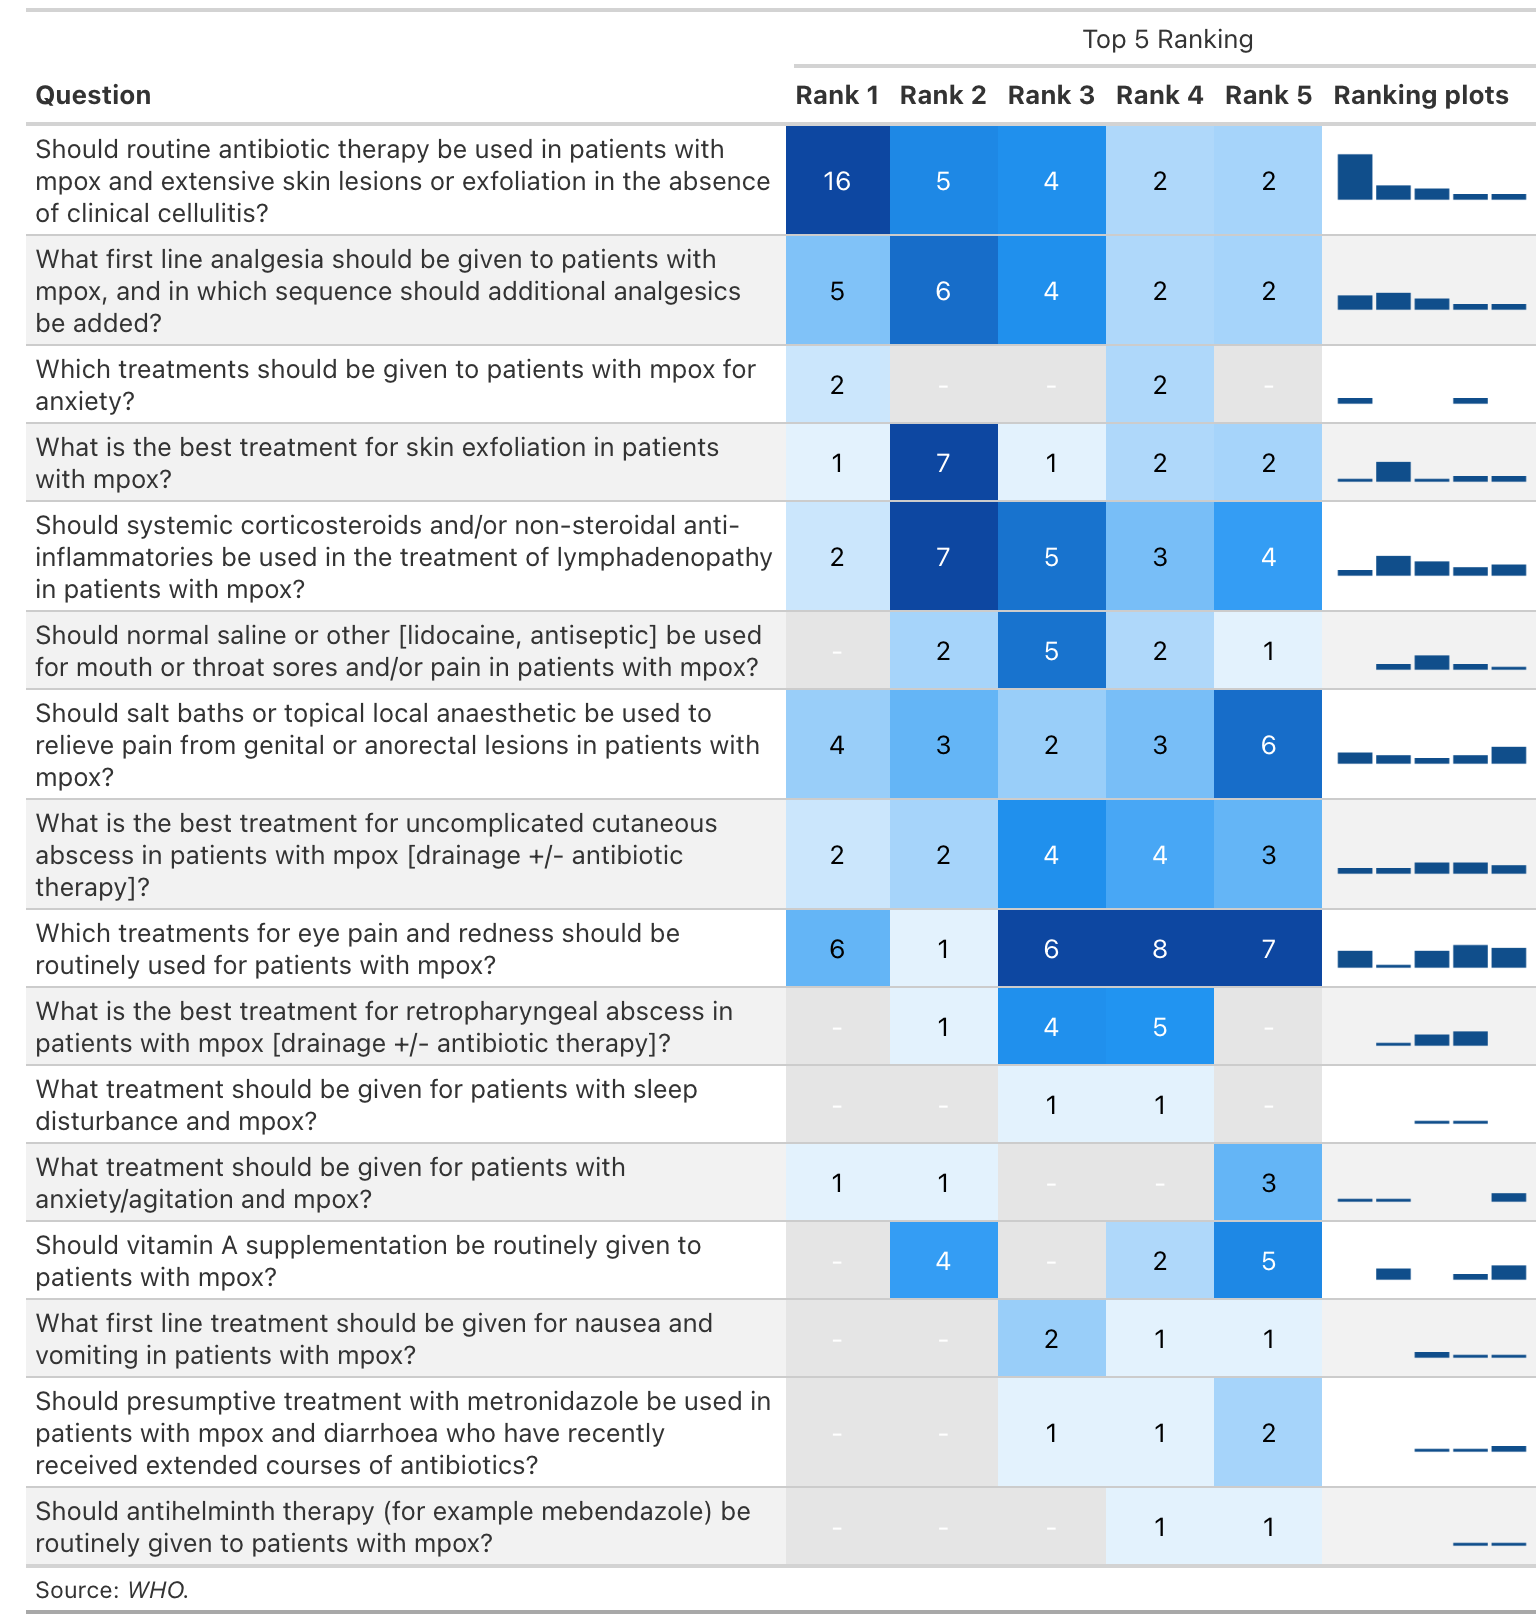 Top 5 Ranking
Question Rank 1 Rank 2 Rank 3 Rank 4 Rank 5 Ranking plots
Should routine antibiotic therapy be used in patients with
mpox and extensive skin lesions or exfoliation in the absence
of clinical cellulitis?
16 5 4 2 2
What first line analgesia should be given to patients with
mpox, and in which sequence should additional analgesics
be added?
5 6 4 2 2
Which treatments should be given to patients with mpox for
anxiety?
2 - - 2 -
What is the best treatment for skin exfoliation in patients
with mpox?
1 7 1 2 2
Should systemic corticosteroids and/or non-steroidal anti-
inflammatories be used in the treatment of lymphadenopathy
in patients with mpox?
2 7 5 3 4
Should normal saline or other [lidocaine, antiseptic] be used
for mouth or throat sores and/or pain in patients with mpox?
- 2 5 2 1
Should salt baths or topical local anaesthetic be used to
relieve pain from genital or anorectal lesions in patients with
mpox?
4 3 2 3 6
What is the best treatment for uncomplicated cutaneous
abscess in patients with mpox [drainage +/- antibiotic
therapy]?
2 2 4 4 3
Which treatments for eye pain and redness should be
routinely used for patients with mpox?
6 1 6 8 7
What is the best treatment for retropharyngeal abscess in
patients with mpox [drainage +/- antibiotic therapy]?
- 1 4 5 -
What treatment should be given for patients with sleep
disturbance and mpox?
- - 1 1 -
What treatment should be given for patients with
anxiety/agitation and mpox?
1 1 - - 3
Should vitamin A supplementation be routinely given to
patients with mpox?
- 4 - 2 5
What first line treatment should be given for nausea and
vomiting in patients with mpox?
- - 2 1 1
Should presumptive treatment with metronidazole be used in
patients with mpox and diarrhoea who have recently
received extended courses of antibiotics?
- - 1 1 2
Should antihelminth therapy (for example mebendazole) be
routinely given to patients with mpox?
- - - 1 1
Source: WHO.